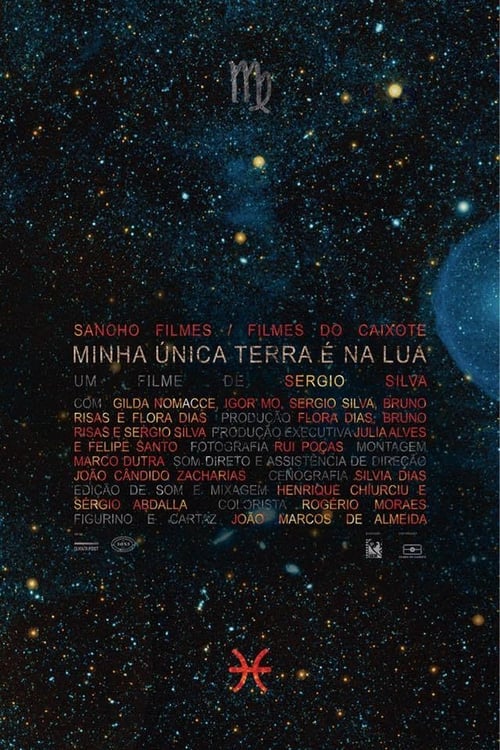 SANCHO FILMES / FILMES DO CAIXOTE
MINHA ÚNICA TERRA É NA LUA
UM FILME DE SERGIO SILVA
COM GILDA NOMACCE, IGOR MO, SERGIO SILVA, BRUNO
RISAS E FLORA DIAS PRODUÇÃO FLORA DIAS, BRUNO
RISAS E SERGIO SILVA PRODUÇÃO EXECUTIVA JULIA ALVES
E FELIPE SANTO FOTOGRAFIA RUI POÇAS MONTAGEM
MARCO DUTRA SOM DIRETO E ASSISTÊNCIA DE DIREÇÃO
JOÃO CÂNDIDO ZACHARIAS CENOGRAFIA SILVIA DIAS
EDIÇÃO DE SOM E MIXAGEM HENRIQUE CHIURCIU E
SÉRGIO ABDALLA COLORISTA ROGÉRIO MORAES
FIGURINO E CARTAZ JOÃO MARCOS DE ALMEIDA